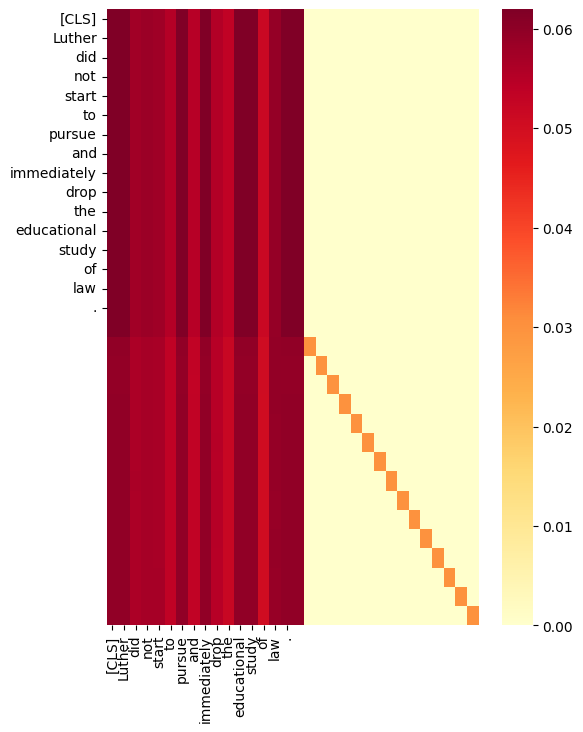 [CLS]
Luther
did
not
start
to
pursue
and
immediately
drop
the
educational
study
of
law
.
0.06
0.05
0.04
0.03
0.02
0.01
0.00
[CLS]
Luther
did
not
start
to
pursue
and
immediately
drop
the
educational
study
of
law
.